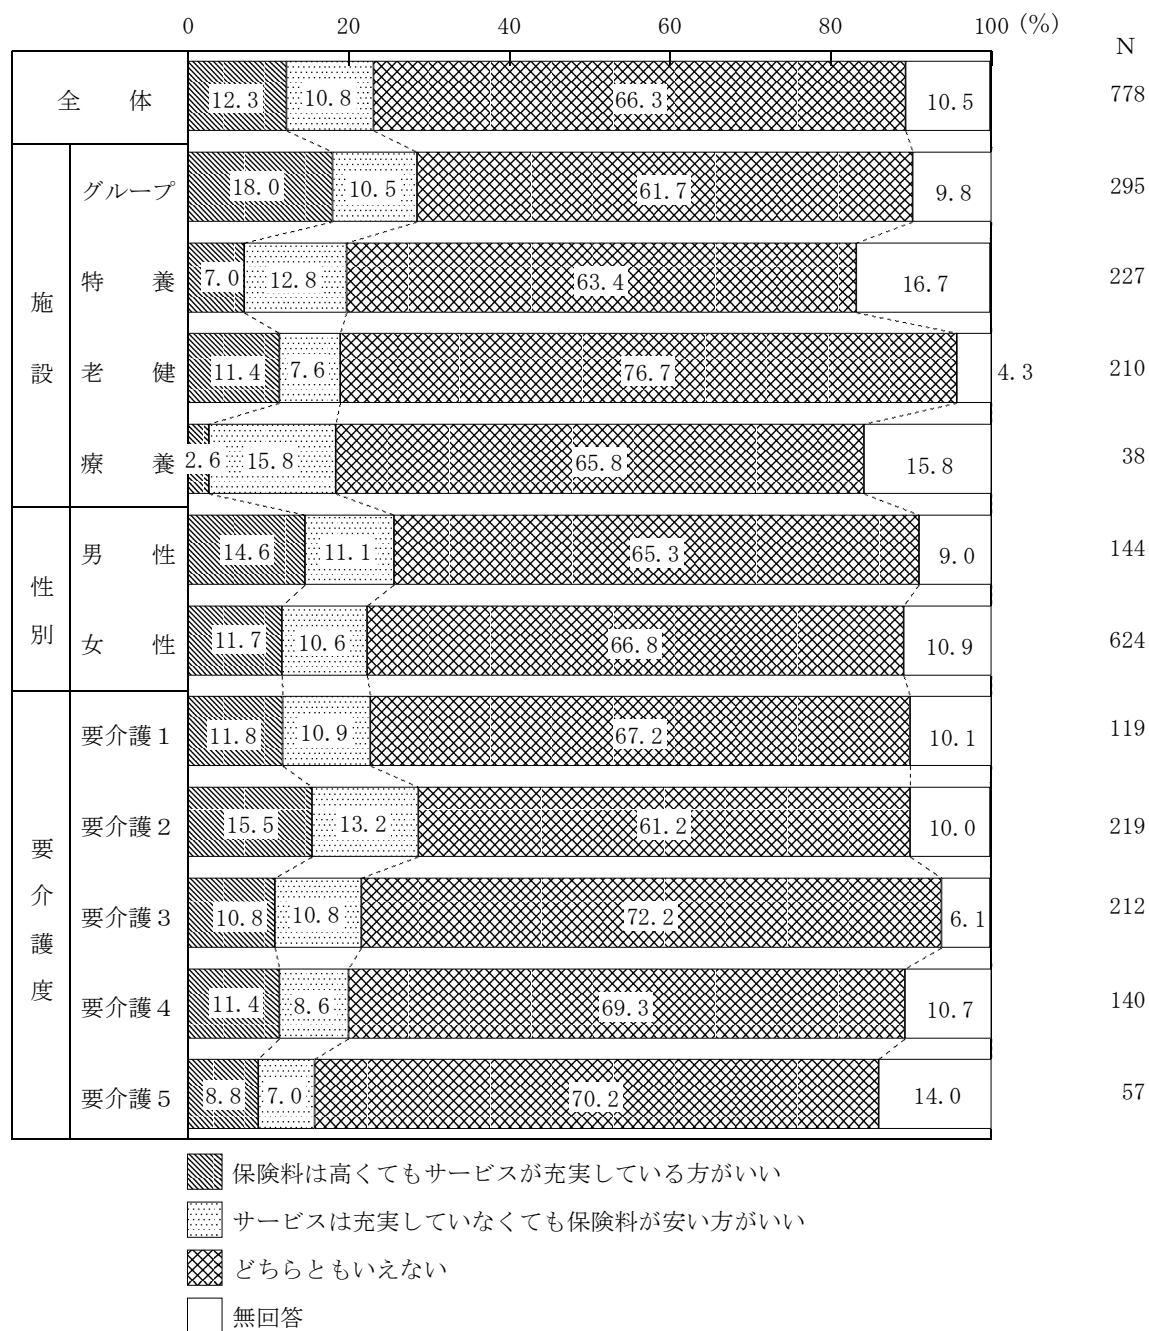 0 20 40 60 80 100 (%)
N
全 体 12.3 10.8 66.3 10.5 778
施設
グループ 18.0 10.5 61.7 9.8 295
特 養 7.0 12.8 63.4 16.7 227
老 健 11.4 7.6 76.7 4.3 210
療 養 2.6 15.8 65.8 15.8 38
性別
男 性 14.6 11.1 65.3 9.0 144
女 性 11.7 10.6 66.8 10.9 624
要介護度
要介護1 11.8 10.9 67.2 10.1 119
要介護2 15.5 13.2 61.2 10.0 219
要介護3 10.8 10.8 72.2 6.1 212
要介護4 11.4 8.6 69.3 10.7 140
要介護5 8.8 7.0 70.2 14.0 57
保険料は高くてもサービスが充実している方がいい
サービスは充実していなくても保険料が安い方がいい
どちらともいえない
無回答